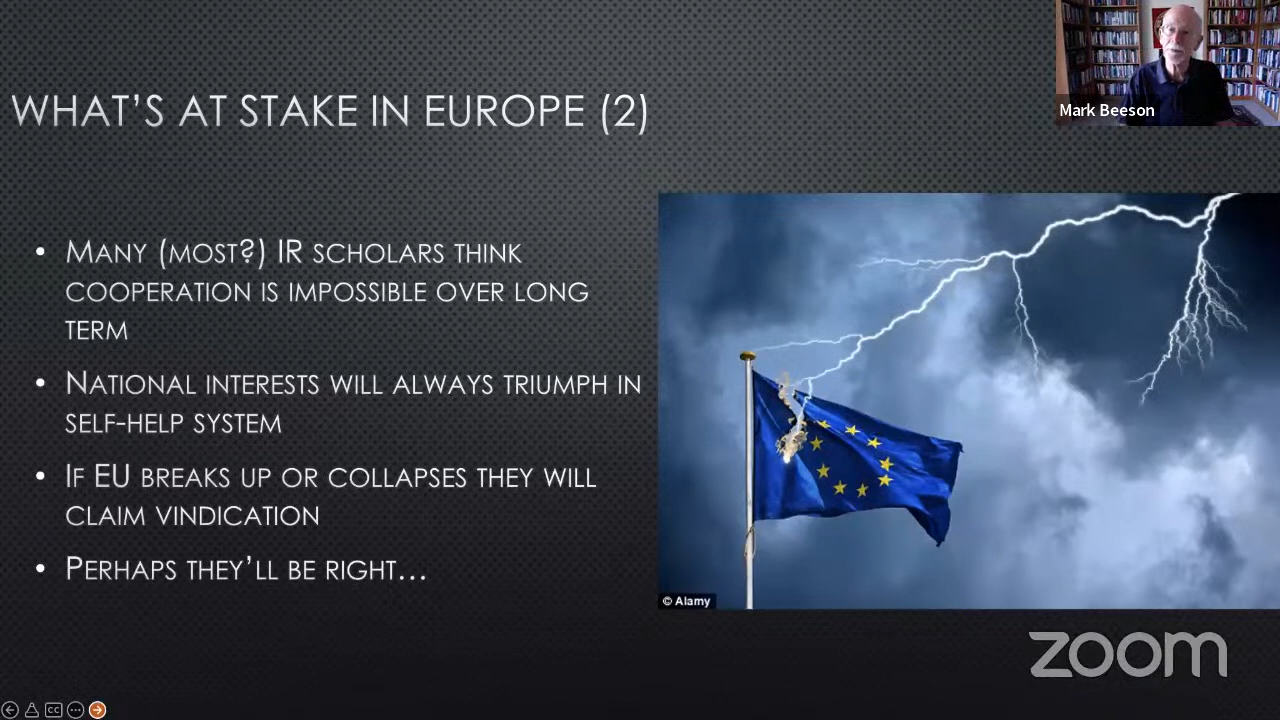 WHAT'S AT STAKE IN EUROPE (2)
Mark Beeson
• MANY (MOST?) IR SCHOLARS THINK
COOPERATION IS IMPOSSIBLE OVER LONG
TERM
• NATIONAL INTERESTS WILL ALWAYS TRIUMPH IN
SELF-HELP SYSTEM
• IF EU BREAKS UP OR COLLAPSES THEY WILL
CLAIM VINDICATION
• PERHAPS THEY'LL BE RIGHT...
© Alamy
zoom
CC